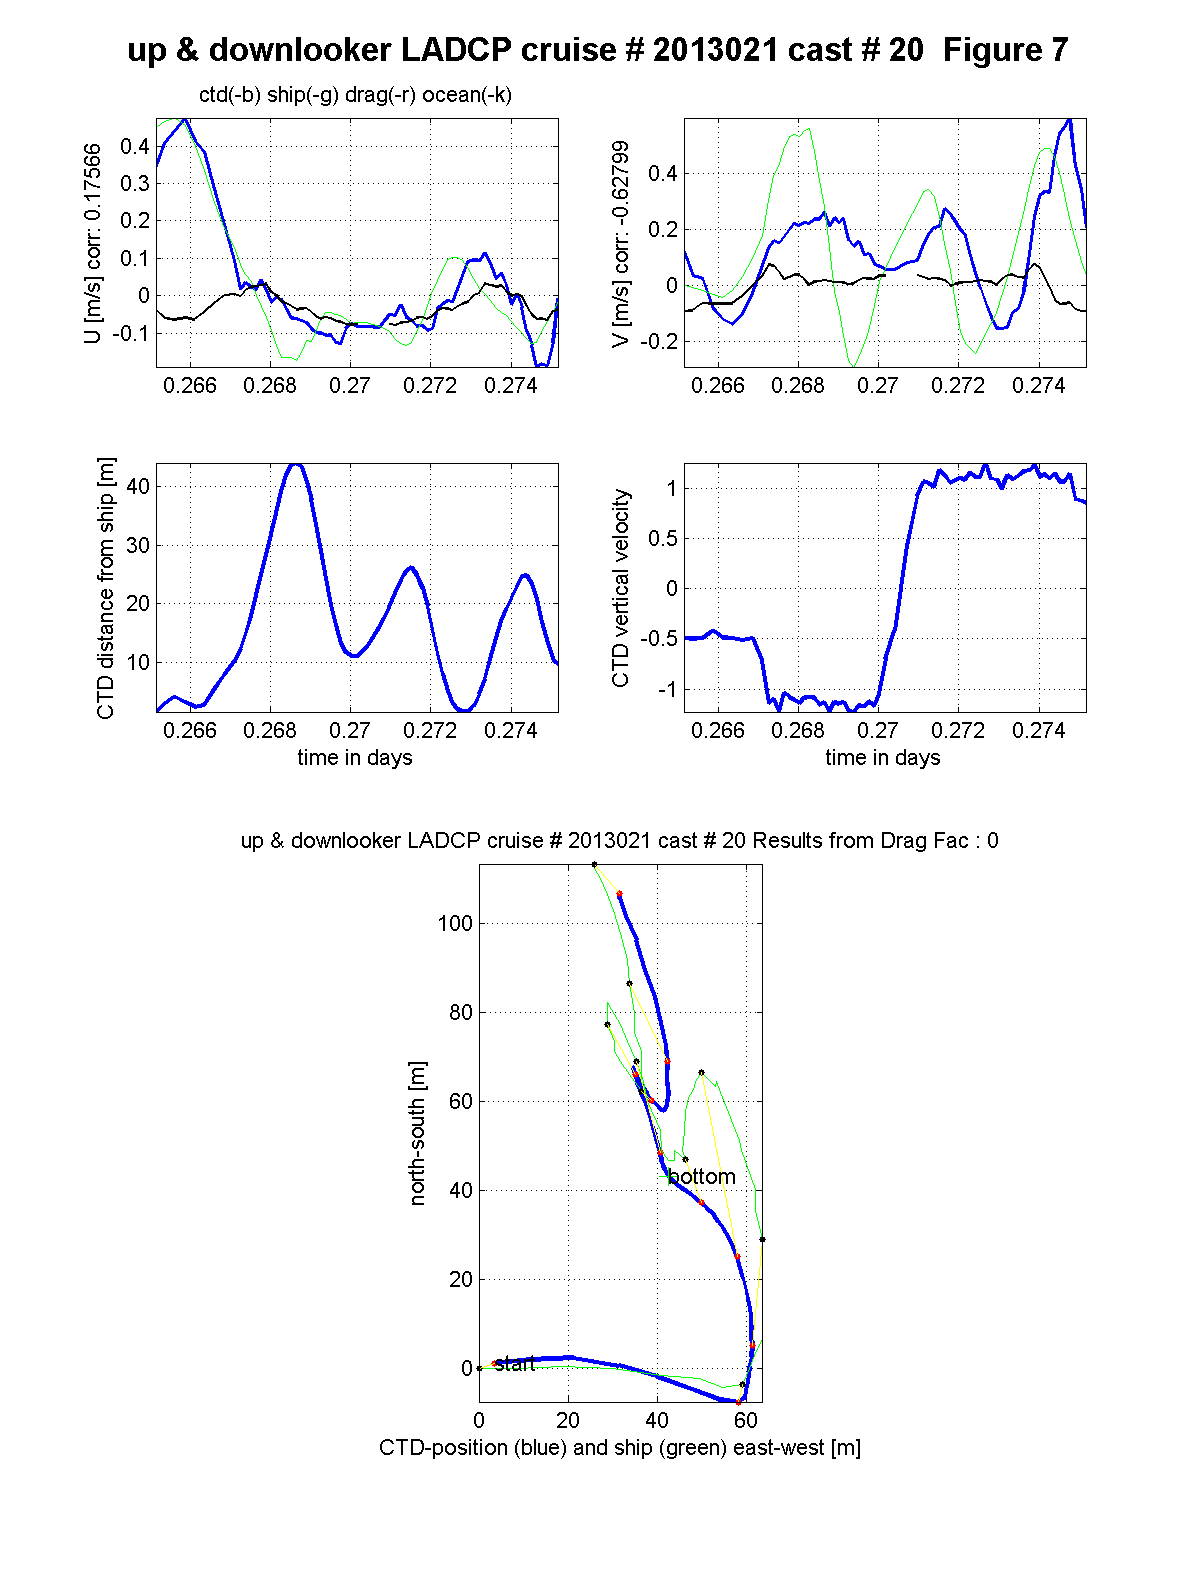 up & downlooker LADCP cruise # 2013021 cast # 20  Figure 7
ctd(-b) ship(-g) drag(-r) ocean(-k)
U [m/s] corr: 0.17566
0.4
0.3
0.2
0.1
0
-0.1
0.266 0.268 0.27 0.272 0.274
V [m/s] corr: -0.62799
0.4
0.2
0
-0.2
0.266 0.268 0.27 0.272 0.274
CTD distance from ship [m]
40
30
20
10
0.266 0.268 0.27 0.272 0.274
time in days
CTD vertical velocity
1
0.5
0
-0.5
-1
0.266 0.268 0.27 0.272 0.274
time in days
up & downlooker LADCP cruise # 2013021 cast # 20 Results from Drag Fac : 0
north-south [m]
100
80
60
40
20
0
bottom
start
0 20 40 60
CTD-position (blue) and ship (green) east-west [m]